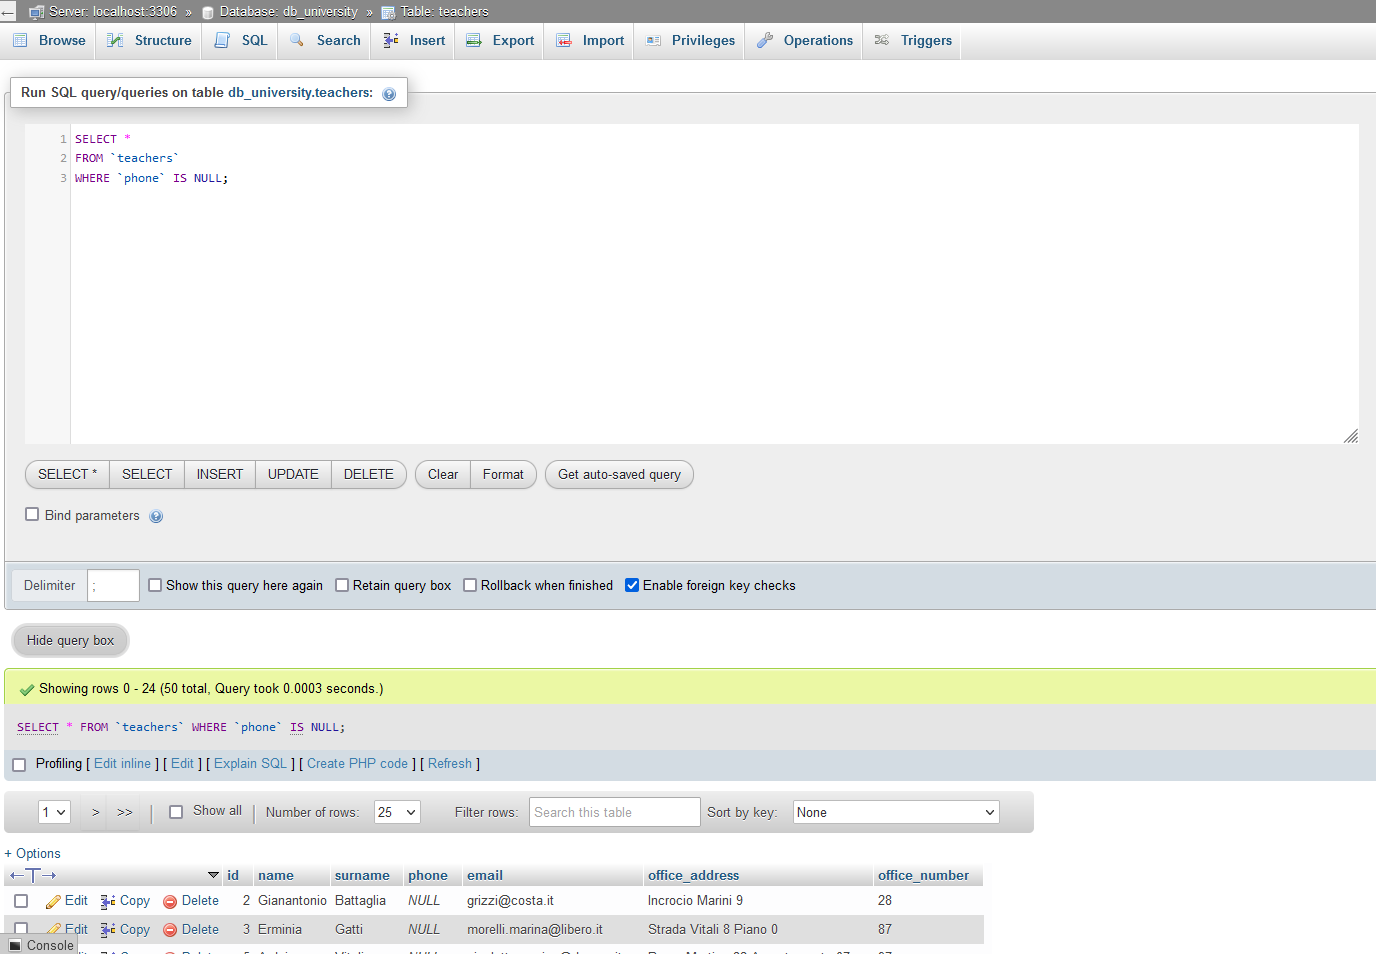 Server: localhost:3306 » Database: db_university » Table: teachers
Browse Structure SQL Search Insert Export Import Privileges Operations Triggers
Run SQL query/queries on table db_university.teachers:
1 SELECT *
2 FROM `teachers`
3 WHERE `phone` IS NULL;
SELECT * SELECT INSERT UPDATE DELETE Clear Format Get auto-saved query
Bind parameters
Delimiter ; Show this query here again Retain query box Rollback when finished Enable foreign key checks
Hide query box
Showing rows 0 - 24 (50 total, Query took 0.0003 seconds.)
SELECT * FROM `teachers` WHERE `phone` IS NULL;
Profiling [ Edit inline ] [ Edit ] [ Explain SQL ] [ Create PHP code ] [ Refresh ]
1 > >> | Show all | Number of rows: 25 Filter rows: Search this table Sort by key: None
+ Options
←T→ id name surname phone email office_address office_number
Edit Copy Delete 2 Gianantonio Battaglia NULL grizzi@costa.it Incrocio Marini 9 28
Edit Copy Delete 3 Erminia Gatti NULL morelli.marina@libero.it Strada Vitali 8 Piano 0 87
Console